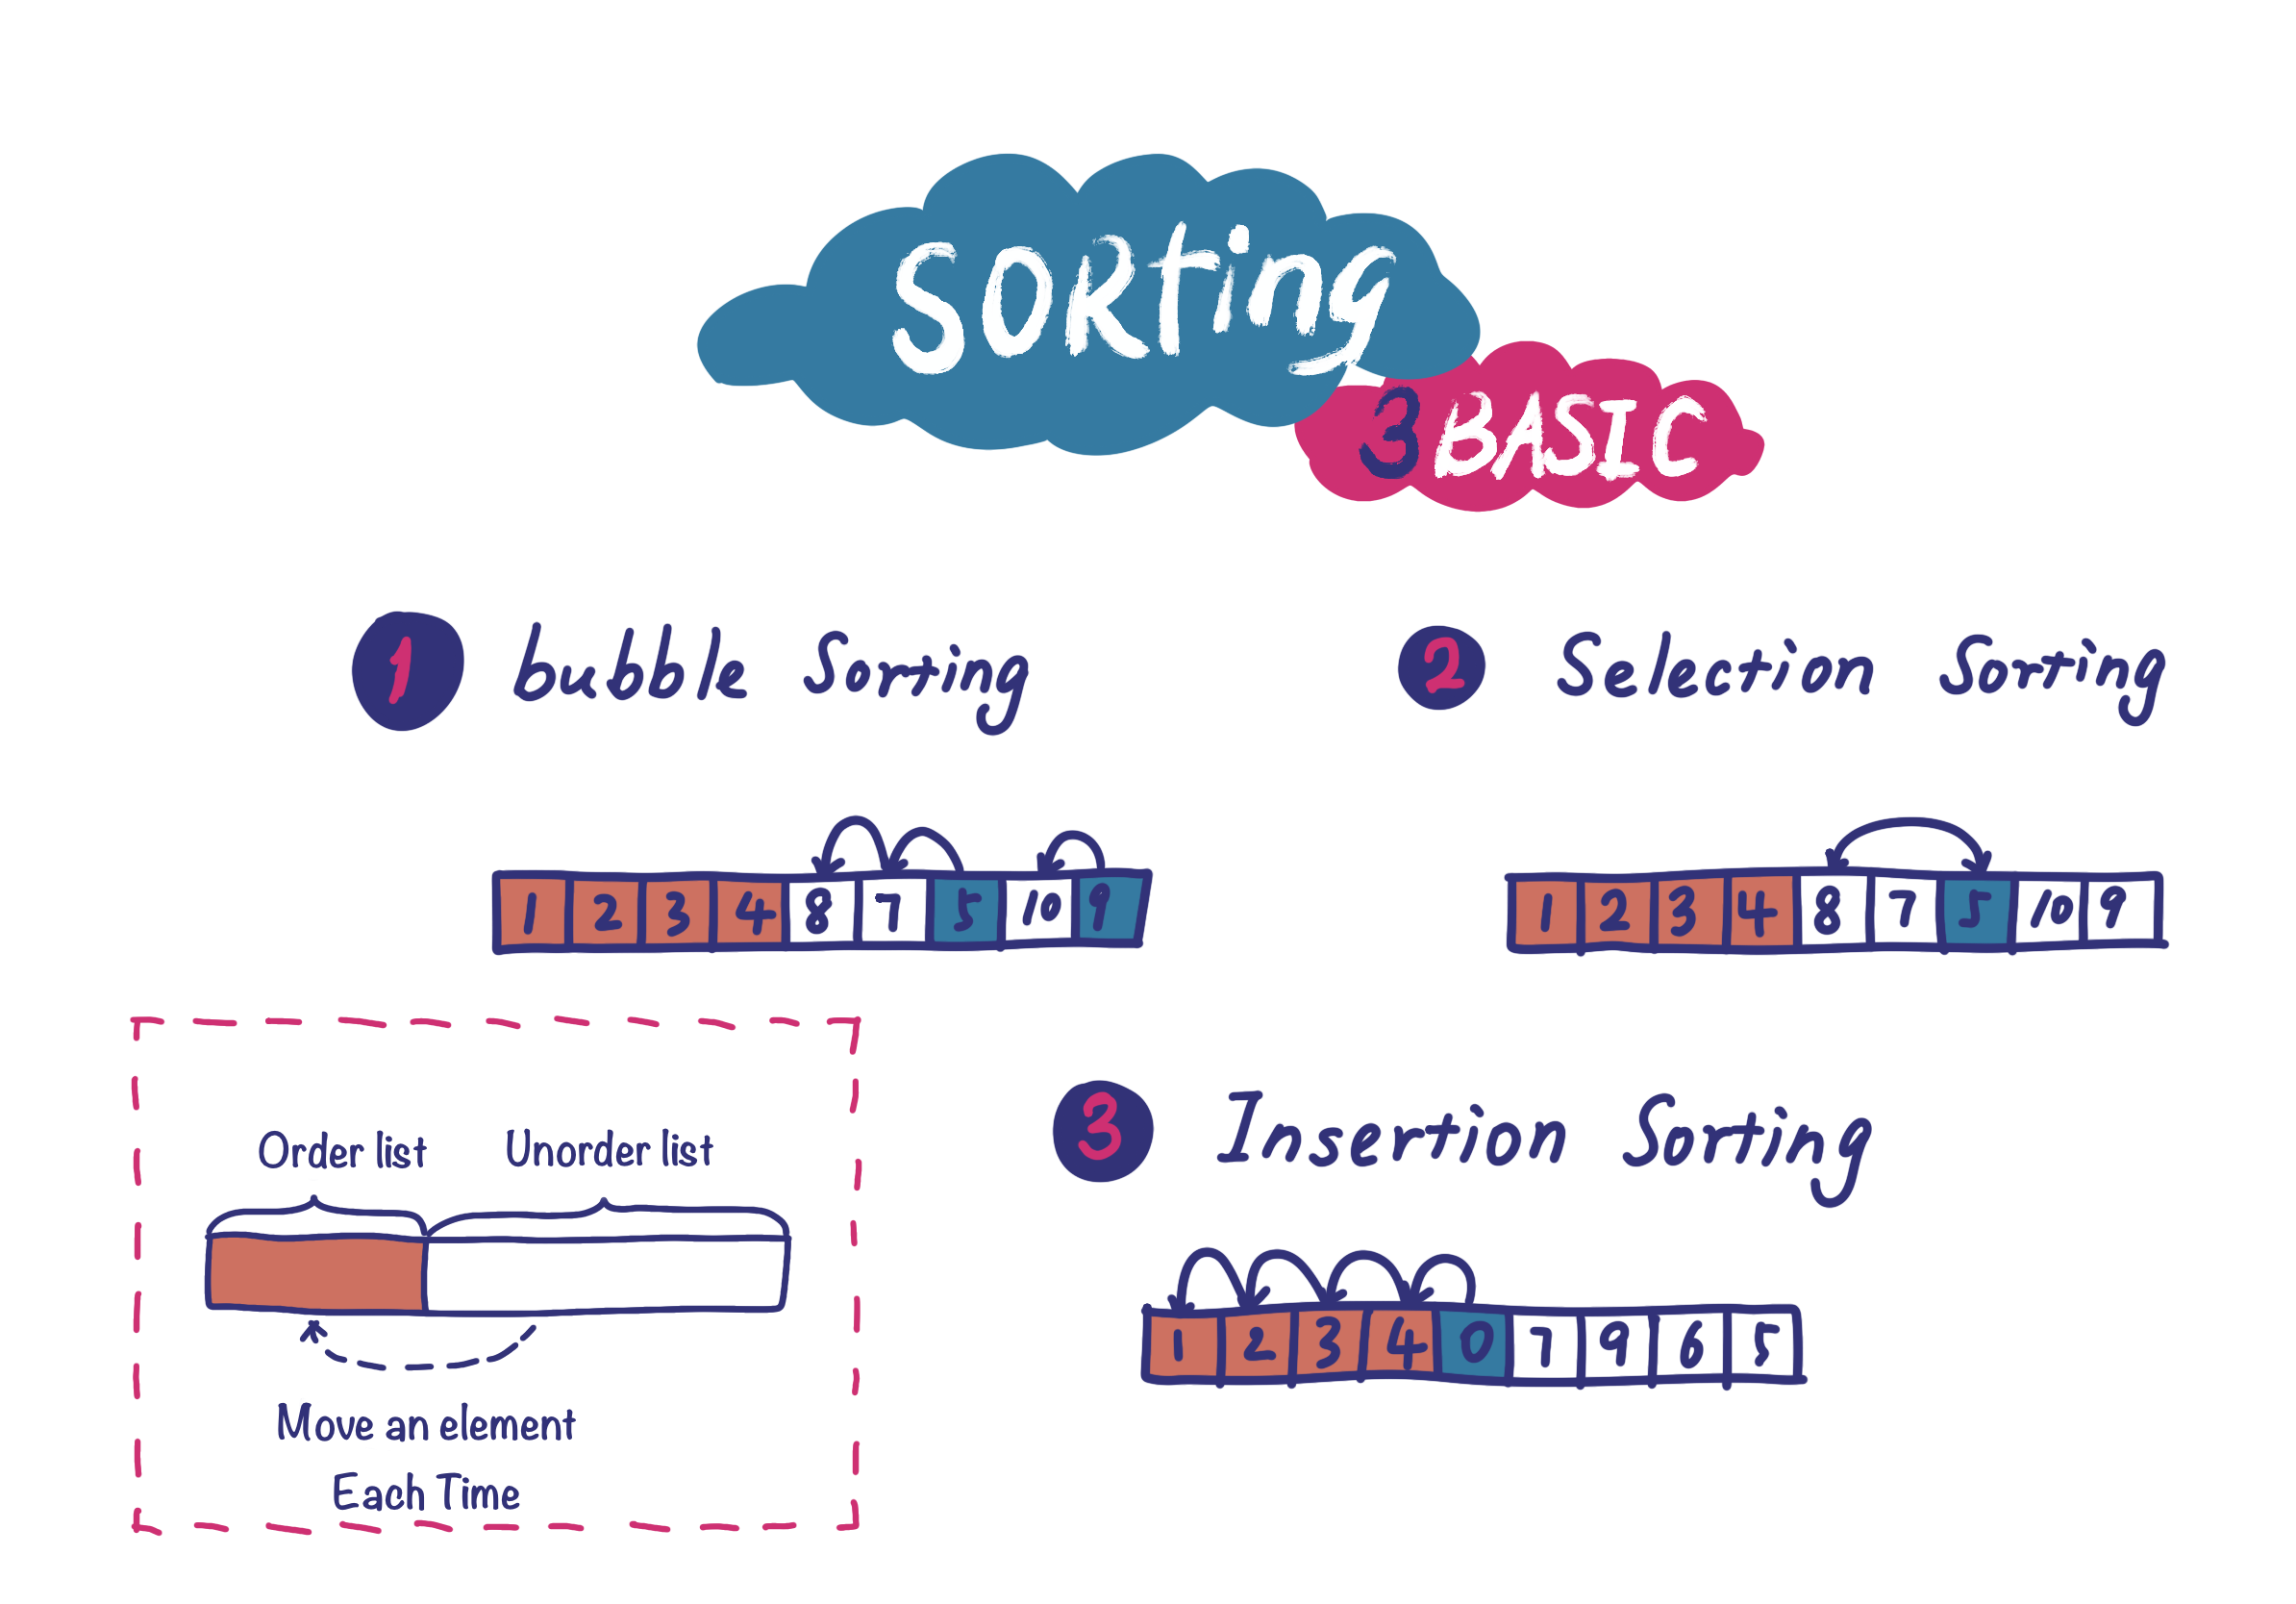 SORting
3 BASIC
1 bubble Sorting
2 Selection Sorting
1 2 3 4 8 7 5 10 9
1 2 3 4 8 7 5 10 9
Order list Unorder list
Move an element
Each Time
3 Insertion Sorting
1 2 3 4 0 7 9 6 5